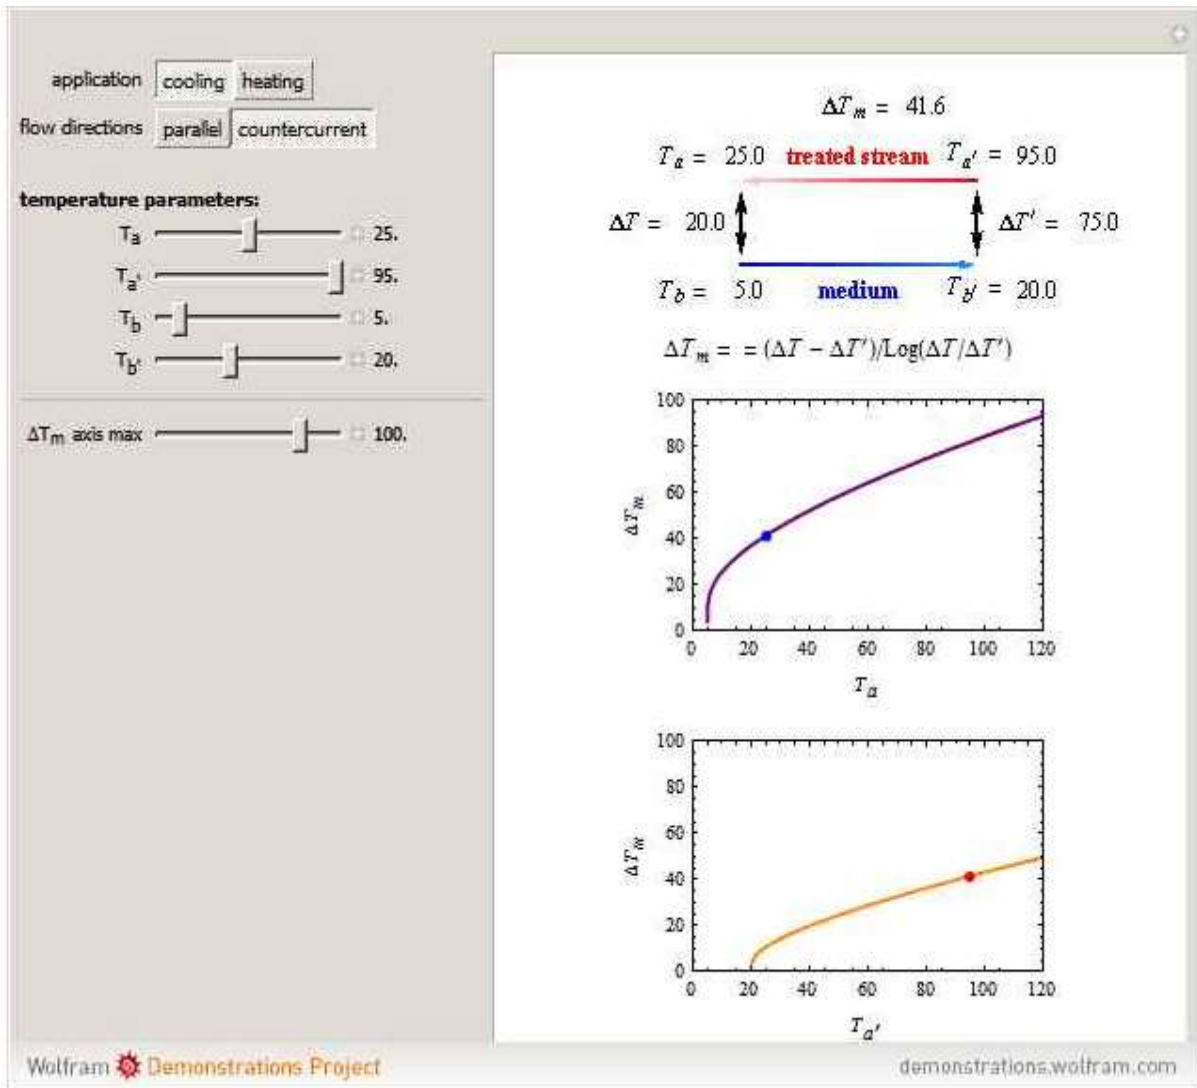 application cooling heating
flow directions parallel countercurrent
temperature parameters:
Ta 25.
Ta' 95.
Tb 5.
Tb' 20.
ΔTm axis max 100.
ΔTm = 41.6
Ta = 25.0 treated stream Ta' = 95.0
ΔT = 20.0 ΔT' = 75.0
Tb = 5.0 medium Tb' = 20.0
ΔTm = = (ΔT − ΔT')/Log(ΔT/ΔT')
100
80
60
40
20
0
ΔTm
0 20 40 60 80 100 120
Ta
100
80
60
40
20
0
ΔTm
0 20 40 60 80 100 120
Ta'
Wolfram Demonstrations Project
demonstrations.wolfram.com